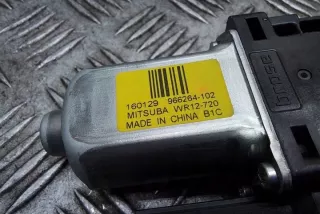 160129 966264-102
MITSUBA WR12-720
MADE IN CHINA B1C